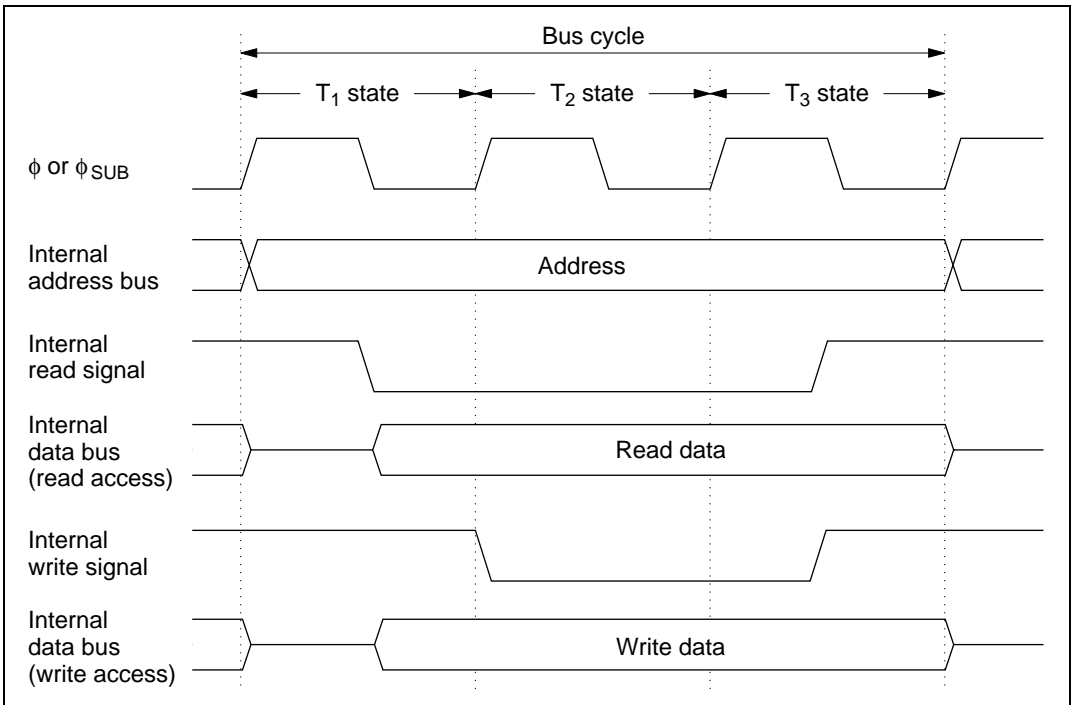 Bus cycle
T₁ state
T₂ state
T₃ state
ϕ or ϕSUB
Internal
address bus
Address
Internal
read signal
Internal
data bus
(read access)
Read data
Internal
write signal
Internal
data bus
(write access)
Write data